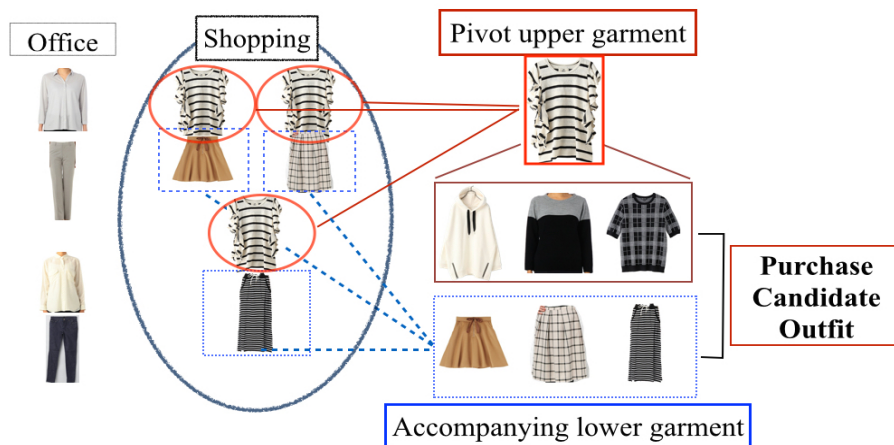 Office
Shopping
Pivot upper garment
Purchase
Candidate
Outfit
Accompanying lower garment